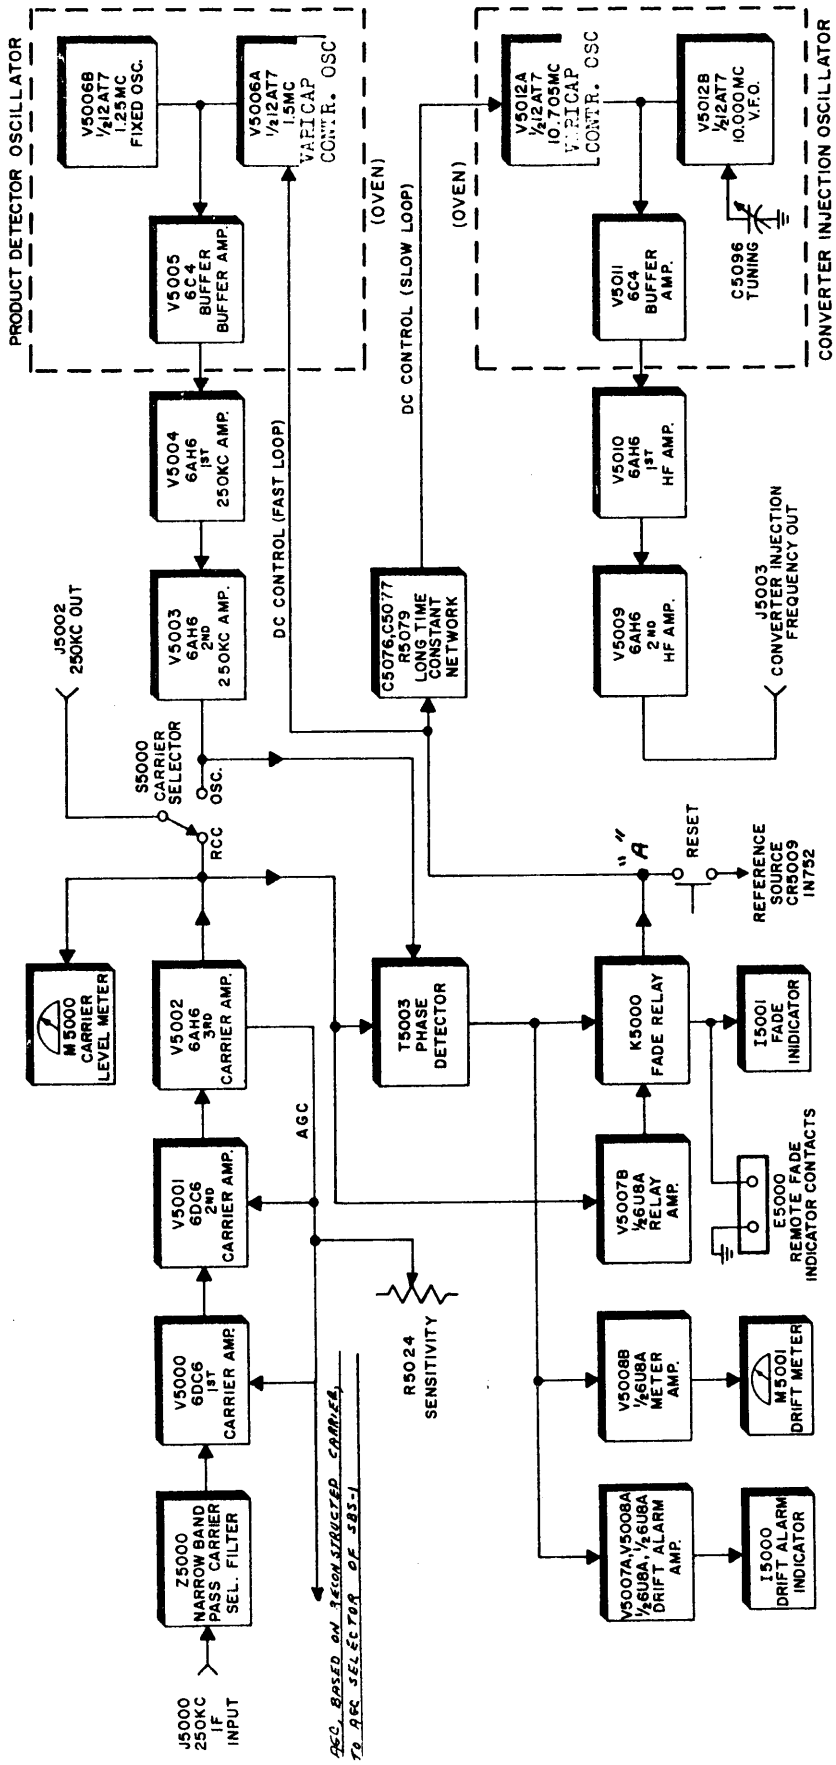 J5000
250KC
IF
INPUT
Z5000
NARROW BAND
PASS CARRIER
SEL. FILTER
V5000
6DC6
1ST
CARRIER AMP.
V5001
6DC6
2ND
CARRIER AMP.
V5002
6AH6
3RD
CARRIER AMP.
M5000
CARRIER
LEVEL METER
AGC
R5024
SENSITIVITY
AGC, BASED ON RECONSTRUCTED CARRIER,
TO AGC SELECTOR OF SBS-1
J5002
250KC OUT
S5000
CARRIER
SELECTOR
RCC
OSC.
V5003
6AH6
2ND
250KC AMP.
V5004
6AH6
1ST
250KC AMP.
PRODUCT DETECTOR OSCILLATOR
V5005
6C4
BUFFER
BUFFER AMP.
V5006B
1/2 12AT7
1.25MC
FIXED OSC.
V5006A
1/2 12AT7
1.5MC
VARICAP
CONTR. OSC
(OVEN)
DC CONTROL (FAST LOOP)
C5076,C5077
R5079
LONG TIME
CONSTANT
NETWORK
DC CONTROL (SLOW LOOP)
T5003
PHASE
DETECTOR
(OVEN)
V5012A
1/2 12AT7
10.705MC
VARICAP
CONTR. OSC
V5012B
1/2 12AT7
10.000MC
V.F.O.
C5096
TUNING
V5011
6C4
BUFFER
AMP.
CONVERTER INJECTION OSCILLATOR
V5010
6AH6
1ST
HF AMP.
V5009
6AH6
2ND
HF AMP.
J5003
CONVERTER INJECTION
FREQUENCY OUT
"A"
RESET
REFERENCE
SOURCE
CR5009
1N752
K5000
FADE RELAY
I5001
FADE
INIDICATOR
V5007B
1/2 6U8A
RELAY
AMP.
E5000
REMOTE FADE
INDICATOR CONTACTS
V5008B
1/2 6U8A
METER
AMP.
M5001
DRIFT METER
V5007A,V5008A
1/2 6U8A,1/2 6U8A
DRIFT ALARM
AMP.
I5000
DRIFT ALARM
INDICATOR